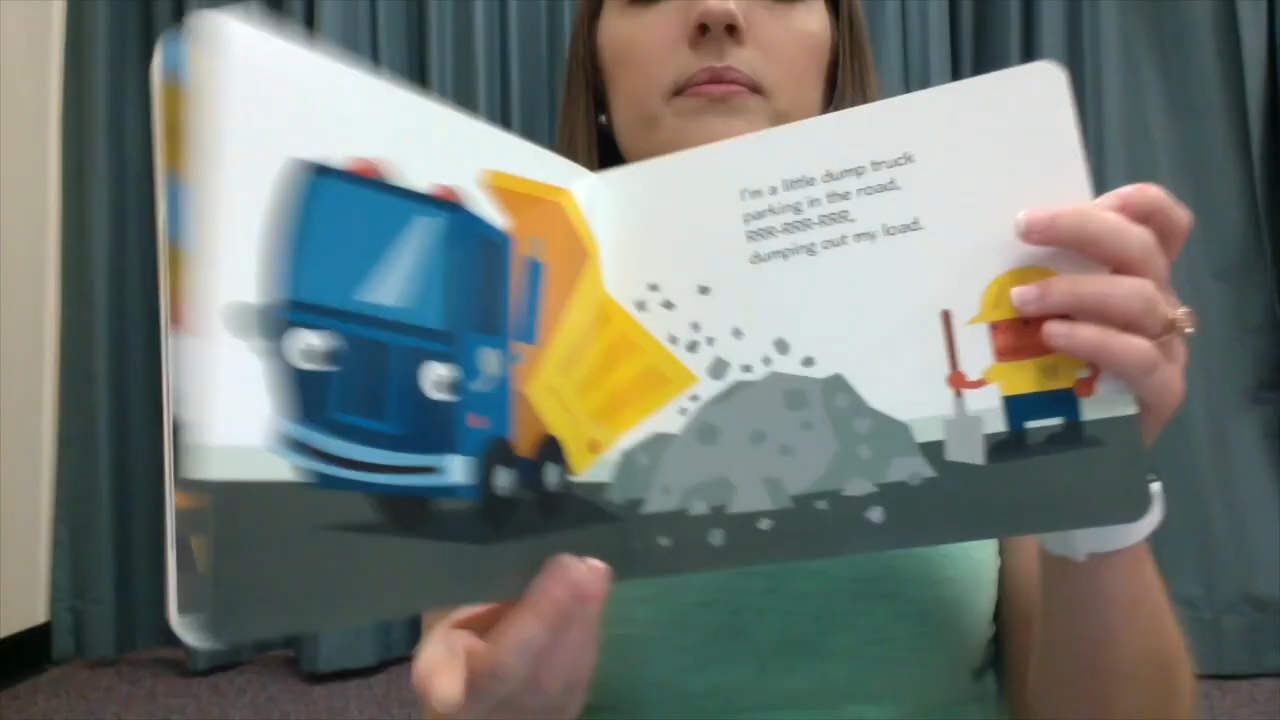 I'm a little dump truck
parking in the road,
RRR-RRR-RRR,
dumping out my load.